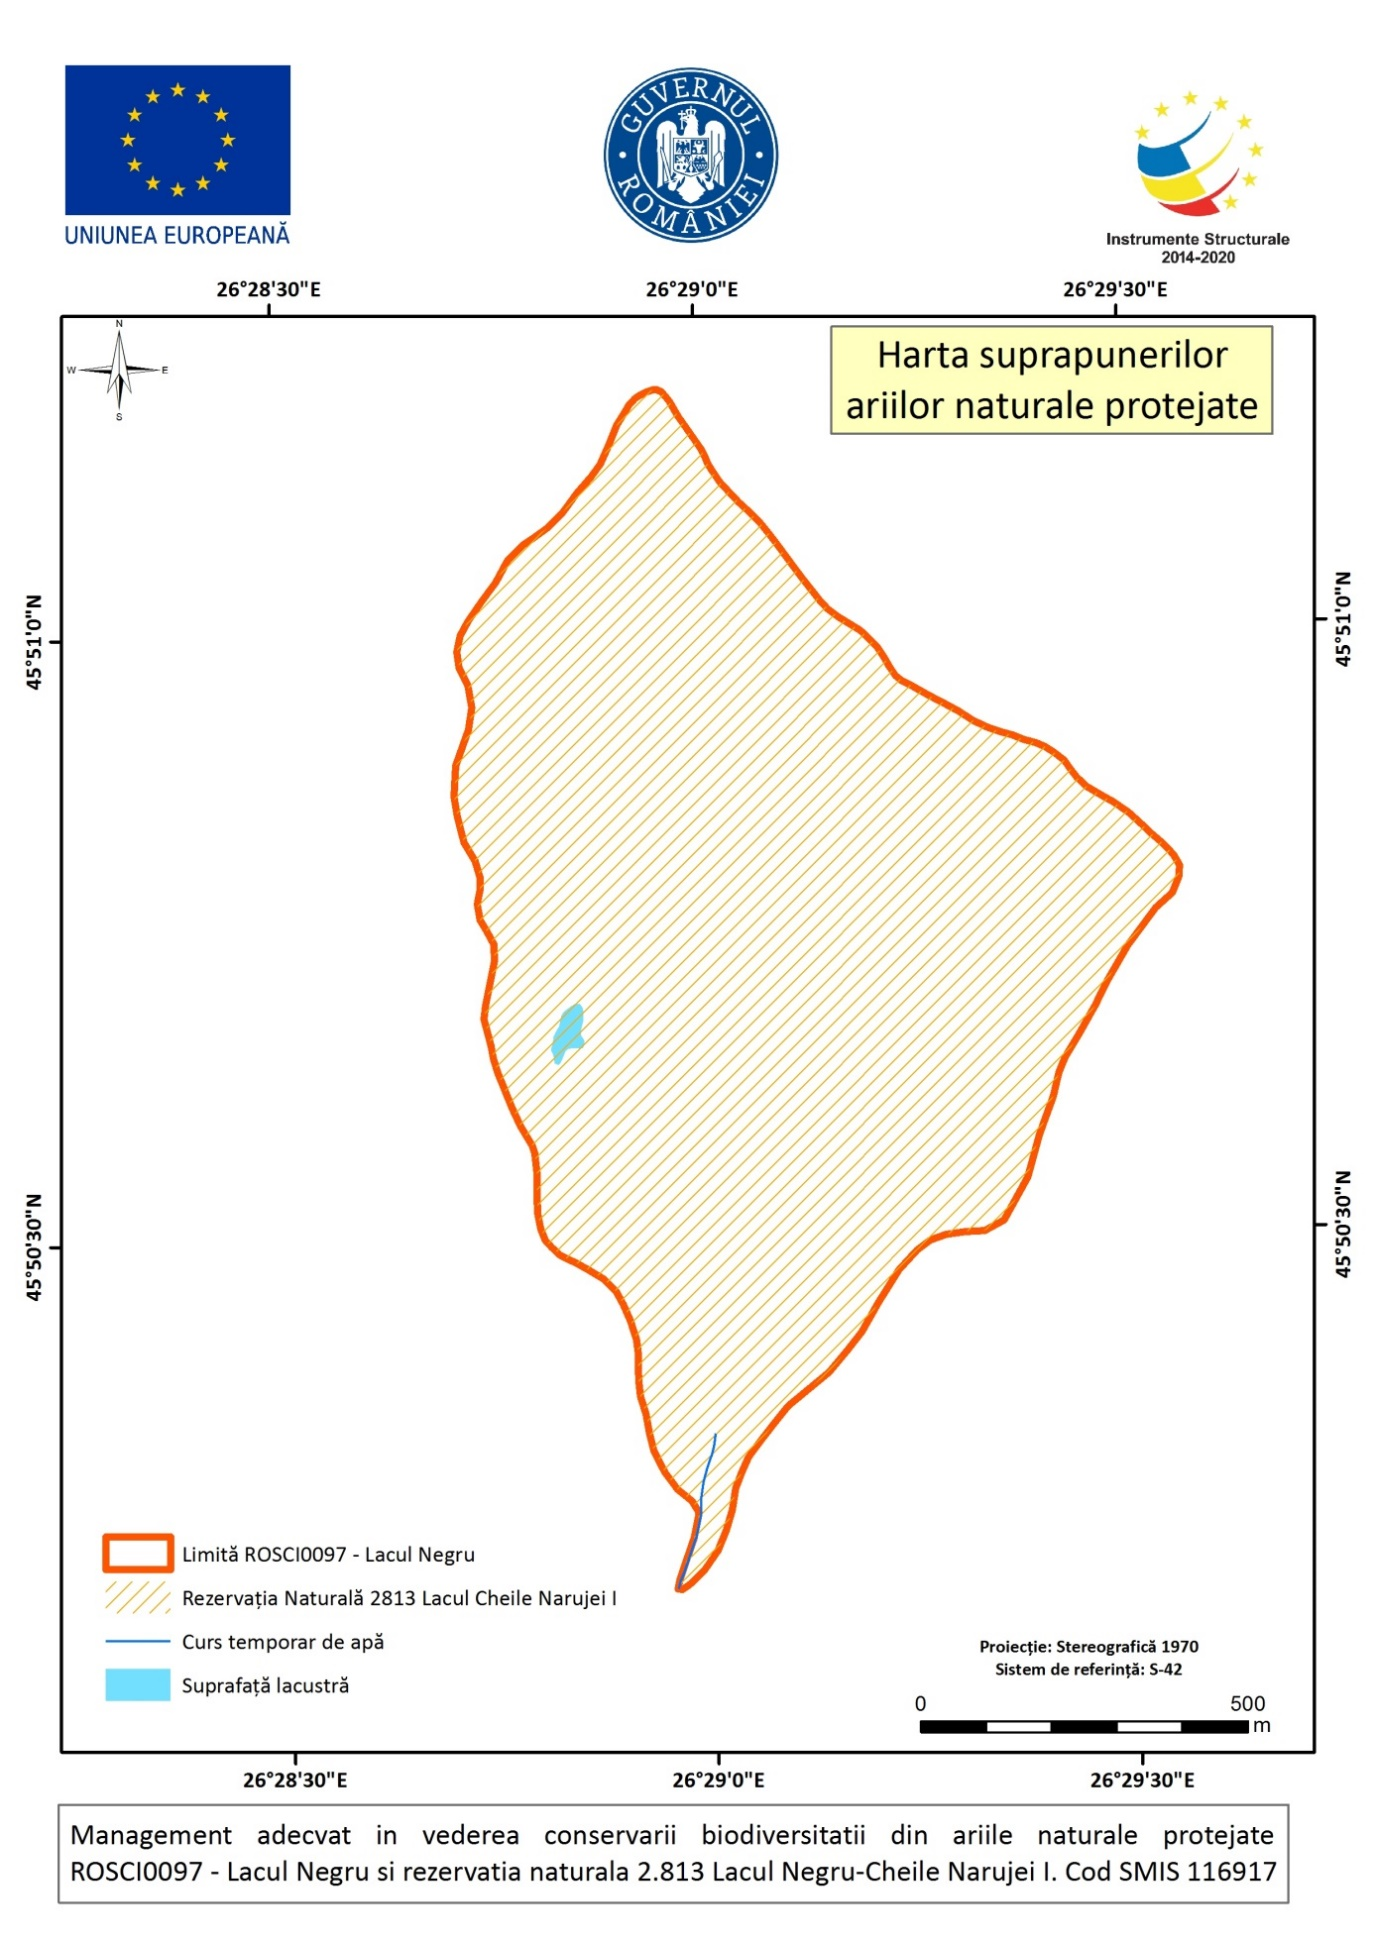 UNIUNEA EUROPEANĂ
GUVERNUL
ROMÂNIEI
Instrumente Structurale
2014-2020
26°28'30"E
26°29'0"E
26°29'30"E
N
W
E
S
Harta suprapunerilor
ariilor naturale protejate
45°51'0"N
45°51'0"N
45°50'30"N
45°50'30"N
Limită ROSCI0097 - Lacul Negru
Rezervația Naturală 2813 Lacul Cheile Narujei I
Curs temporar de apă
Suprafață lacustră
Proiecție: Stereografică 1970
Sistem de referință: S-42
0
500
m
26°28'30"E
26°29'0"E
26°29'30"E
Management adecvat in vederea conservarii biodiversitatii din ariile naturale protejate
ROSCI0097 - Lacul Negru si rezervatia naturala 2.813 Lacul Negru-Cheile Narujei I. Cod SMIS 116917